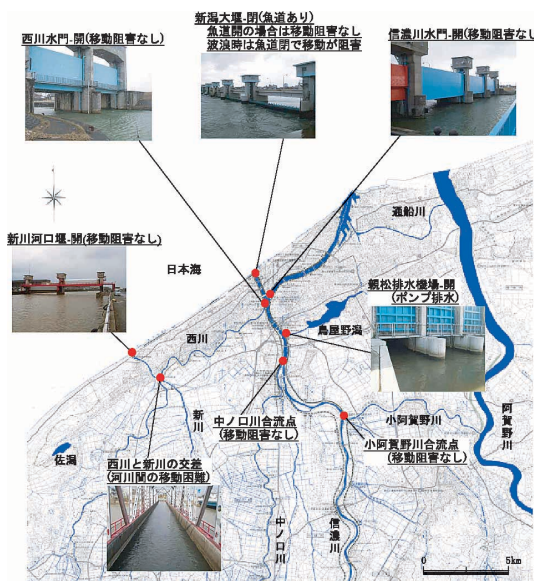 新潟大堰-閉(魚道あり)
魚道開の場合は移動阻害なし
波浪時は魚道閉で移動が阻害
西川水門-開(移動阻害なし)
信濃川水門-開(移動阻害なし)
通船川
新川河口堰-開(移動阻害なし)
日本海
親松排水機場-開
(ポンプ排水)
鳥屋野潟
西川
新川
中ノ口川合流点
(移動阻害なし)
小阿賀野川
小阿賀野川合流点
(移動阻害なし)
阿賀野川
佐潟
西川と新川の交差
(河川間の移動困難)
中ノ口川
信濃川
0 5km